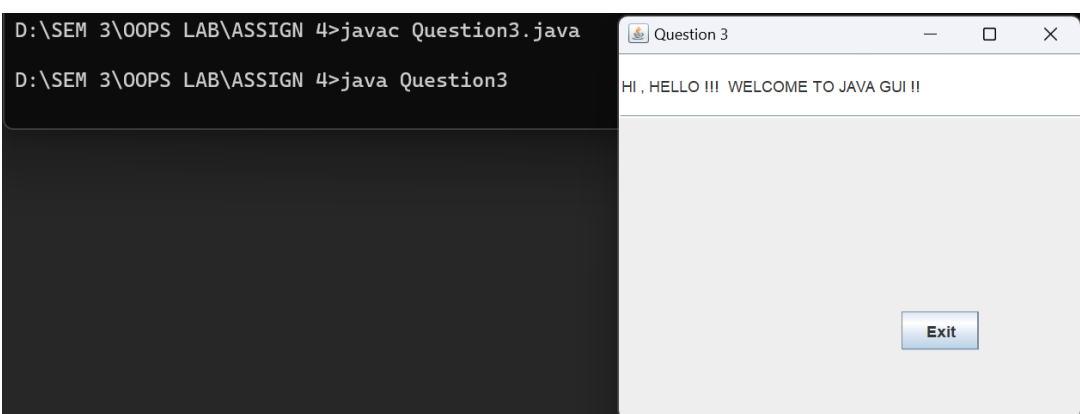 D:\SEM 3\OOPS LAB\ASSIGN 4>javac Question3.java
D:\SEM 3\OOPS LAB\ASSIGN 4>java Question3
Question 3
HI , HELLO !!!  WELCOME TO JAVA GUI !!
Exit